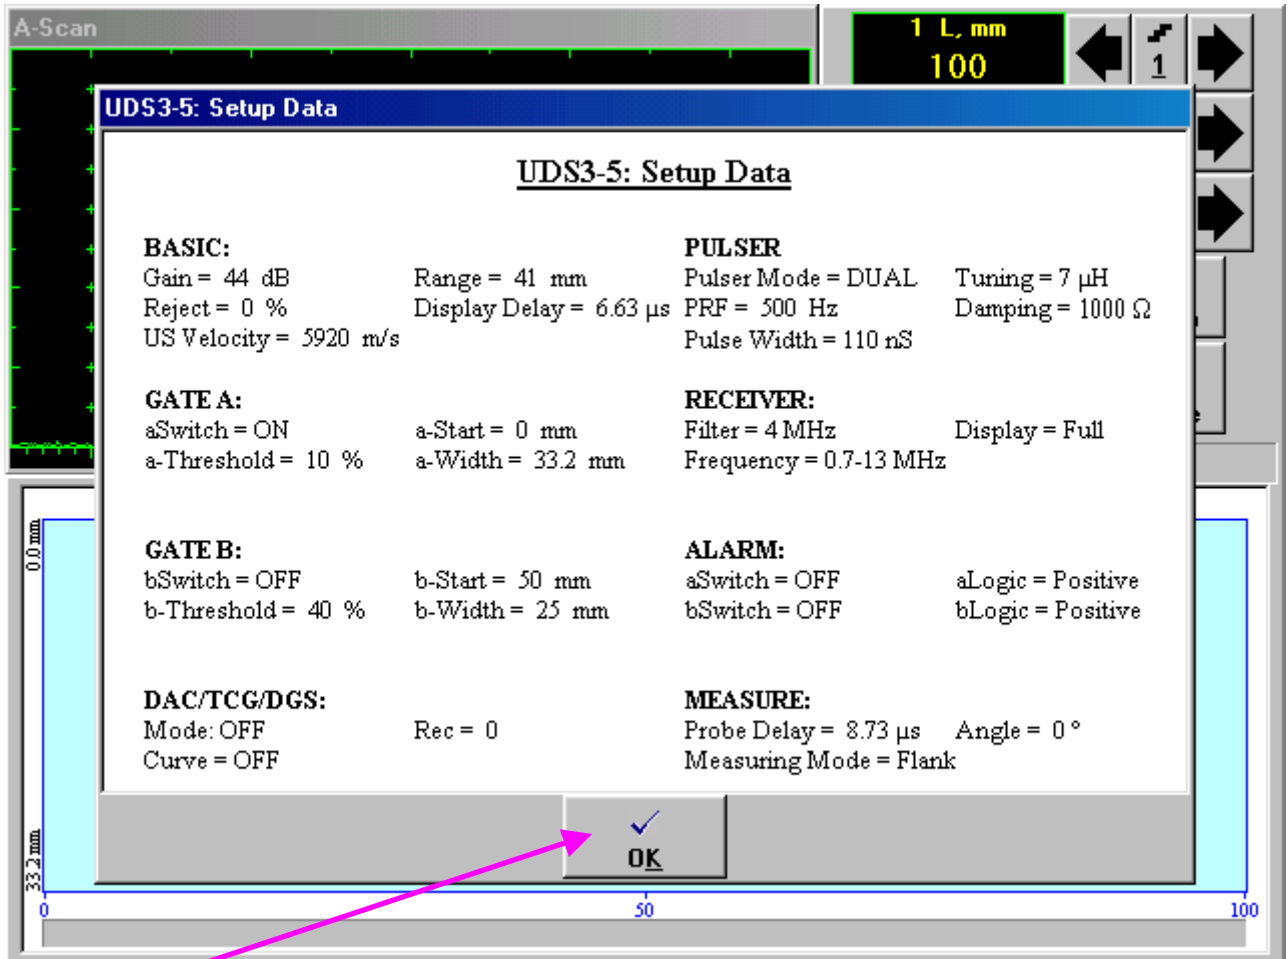 A-Scan
1 L, mm
100
1
UDS3-5: Setup Data
UDS3-5: Setup Data
BASIC:
Gain = 44 dB Range = 41 mm
Reject = 0 % Display Delay = 6.63 µs
US Velocity = 5920 m/s
PULSER
Pulser Mode = DUAL Tuning = 7 µH
PRF = 500 Hz Damping = 1000 Ω
Pulse Width = 110 nS
GATE A:
aSwitch = ON a-Start = 0 mm
a-Threshold = 10 % a-Width = 33.2 mm
RECEIVER:
Filter = 4 MHz Display = Full
Frequency = 0.7-13 MHz
GATE B:
bSwitch = OFF b-Start = 50 mm
b-Threshold = 40 % b-Width = 25 mm
ALARM:
aSwitch = OFF aLogic = Positive
bSwitch = OFF bLogic = Positive
DAC/TCG/DGS:
Mode: OFF Rec = 0
Curve = OFF
MEASURE:
Probe Delay = 8.73 µs Angle = 0 °
Measuring Mode = Flank
OK
0.0 mm
33.2 mm
0 50 100